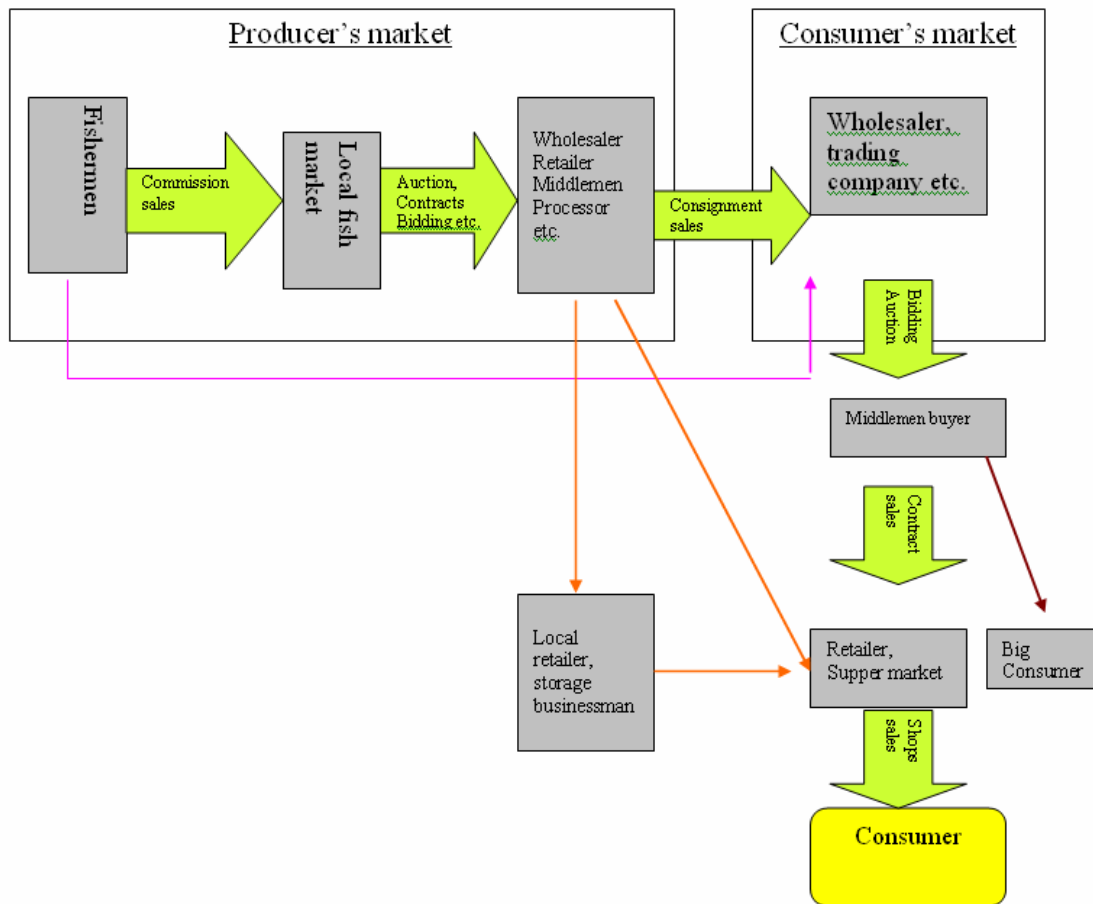 Producer's market
Consumer's market
Fishermen
Commission
sales
Local fish
market
Auction,
Contracts
Bidding etc.
Wholesaler
Retailer
Middlemen
Processor
etc.
Consignment
sales
Wholesaler,
trading
company etc.
Bidding
Auction
Middlemen buyer
Contract
sales
Local
retailer,
storage
businessman
Retailer,
Supper market
Big
Consumer
Shops
sales
Consumer